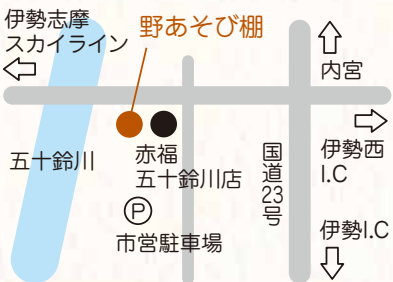 伊勢志摩
スカイライン
野あそび棚
内宮
五十鈴川
赤福
五十鈴川店
国道23号
伊勢西
I.C
P
市営駐車場
伊勢I.C